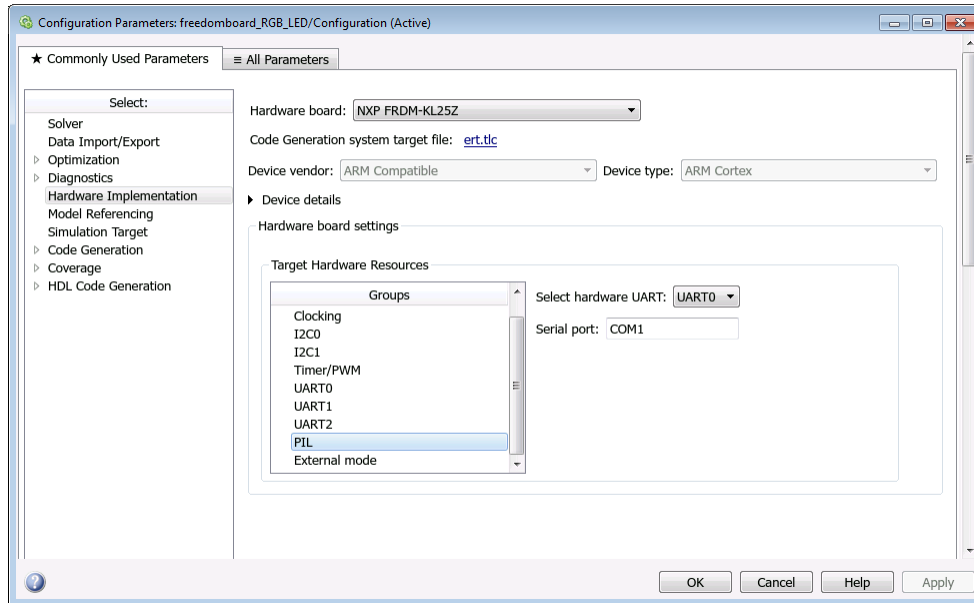 Configuration Parameters: freedomboard_RGB_LED/Configuration (Active)
★ Commonly Used Parameters
≡ All Parameters
Select:
Solver
Data Import/Export
Optimization
Diagnostics
Hardware Implementation
Model Referencing
Simulation Target
Code Generation
Coverage
HDL Code Generation
Hardware board: NXP FRDM-KL25Z
Code Generation system target file: ert.tlc
Device vendor: ARM Compatible Device type: ARM Cortex
Device details
Hardware board settings
Target Hardware Resources
Groups
Clocking
I2C0
I2C1
Timer/PWM
UART0
UART1
UART2
PIL
External mode
Select hardware UART: UART0
Serial port: COM1
OK Cancel Help Apply